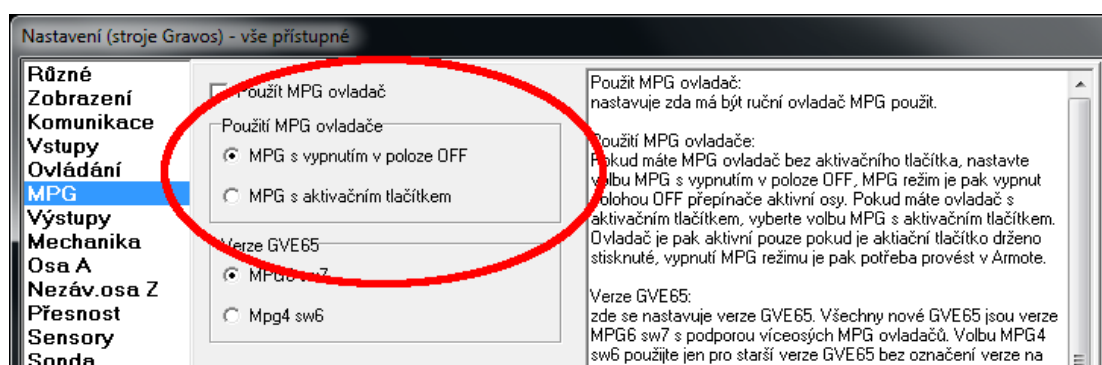 Nastavení (stroje Gravos) - vše přístupné
Různé
Zobrazení
Komunikace
Vstupy
Ovládání
MPG
Výstupy
Mechanika
Osa A
Nezáv.osa Z
Přesnost
Sensory
Sonda
Použít MPG ovladač
Použití MPG ovladače
MPG s vypnutím v poloze OFF
MPG s aktivačním tlačítkem
Verze GVE65
MPG6 sw7
Mpg4 sw6
Použit MPG ovladač:
nastavuje zda má být ruční ovladač MPG použit.
Použití MPG ovladače:
Pokud máte MPG ovladač bez aktivačního tlačítka, nastavte
volbu MPG s vypnutím v poloze OFF, MPG režim je pak vypnut
polohou OFF přepínače aktivní osy. Pokud máte ovladač s
aktivačním tlačítkem, vyberte volbu MPG s aktivačním tlačítkem.
Ovladač je pak aktivní pouze pokud je aktiační tlačítko drženo
stisknuté, vypnutí MPG režimu je pak potřeba provést v Armote.
Verze GVE65:
zde se nastavuje verze GVE65. Všechny nové GVE65 jsou verze
MPG6 sw7 s podporou víceosých MPG ovladačů. Volbu MPG4
sw6 použijte jen pro starší verze GVE65 bez označení verze na